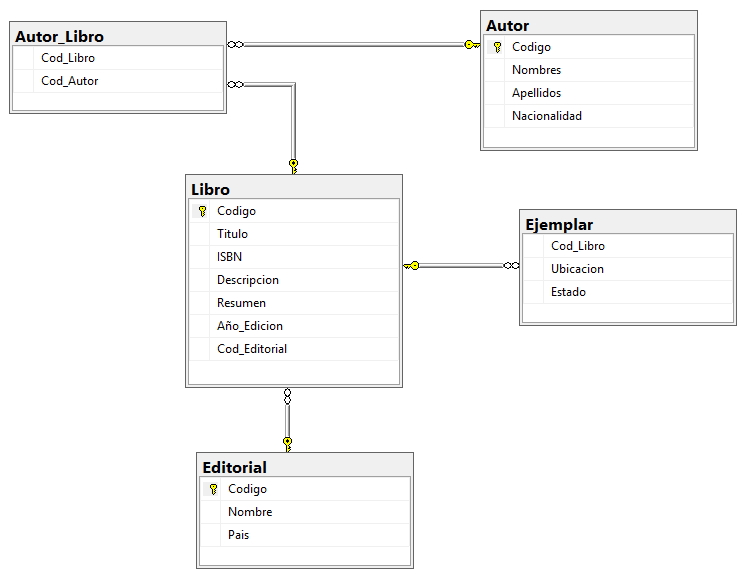 Autor_Libro
Cod_Libro
Cod_Autor
Autor
Codigo
Nombres
Apellidos
Nacionalidad
Libro
Codigo
Titulo
ISBN
Descripcion
Resumen
Año_Edicion
Cod_Editorial
Ejemplar
Cod_Libro
Ubicacion
Estado
Editorial
Codigo
Nombre
Pais